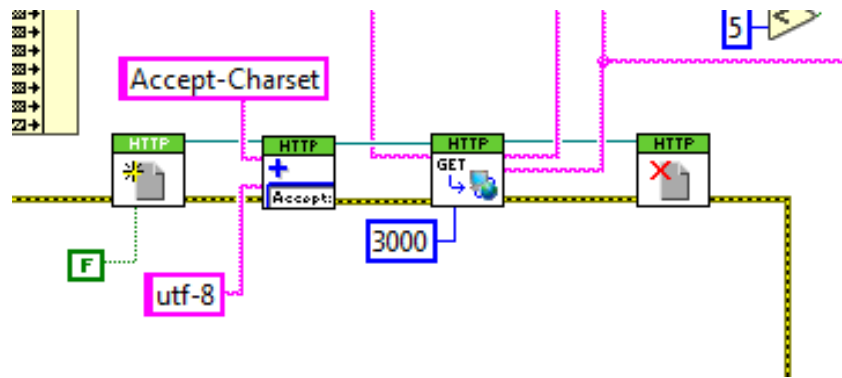 5
<
Accept-Charset
HTTP
HTTP
HTTP
HTTP
+
GET
Accept:
F
3000
utf-8